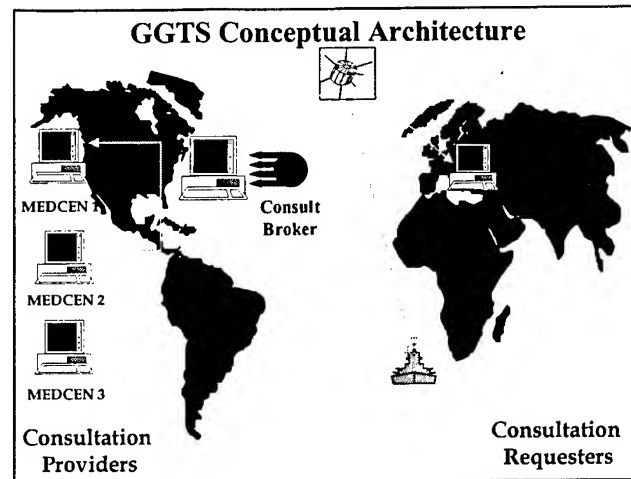 GGTS Conceptual Architecture
MEDCEN 1
Consult
Broker
MEDCEN 2
MEDCEN 3
Consultation
Providers
Consultation
Requesters